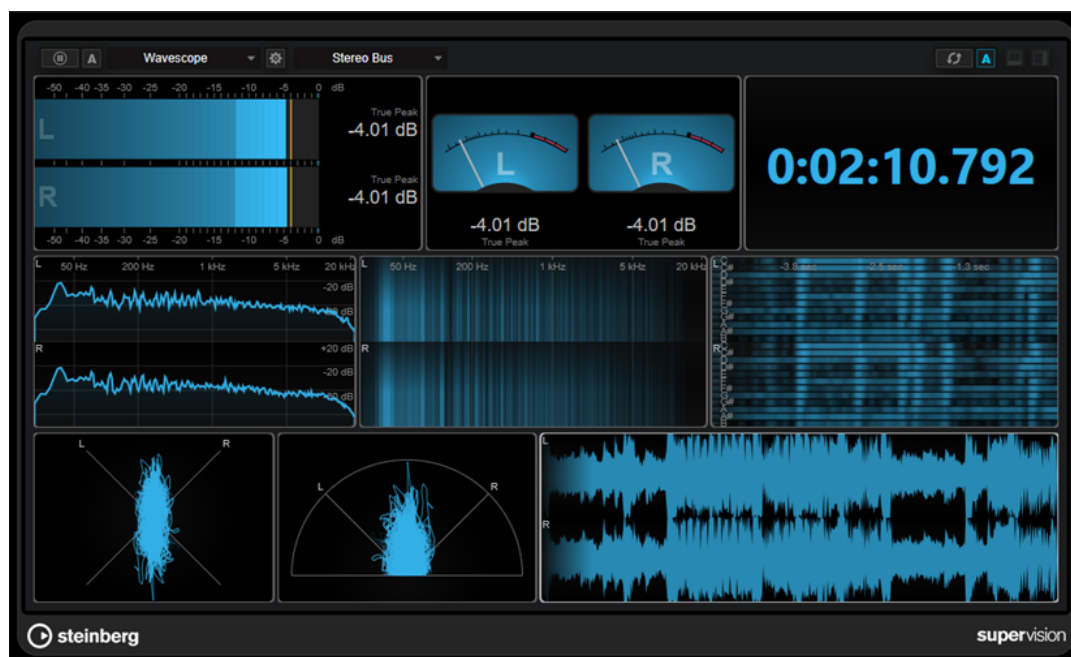 A Wavescope Stereo Bus A
-50 -40 -35 -30 -25 -20 -15 -10 -5 0 dB
L
True Peak
-4.01 dB
R
True Peak
-4.01 dB
-50 -40 -35 -30 -25 -20 -15 -10 -5 0 dB
L R
-4.01 dB -4.01 dB
True Peak True Peak
0:02:10.792
L 50 Hz 200 Hz 1 kHz 5 kHz 20 kHz
-20 dB
R +20 dB
-20 dB
L 50 Hz 200 Hz 1 kHz 5 kHz 20 kHz
R
L -3.8 sec -2.5 sec -1.3 sec
R
L R
L R
L
R
steinberg
supervision